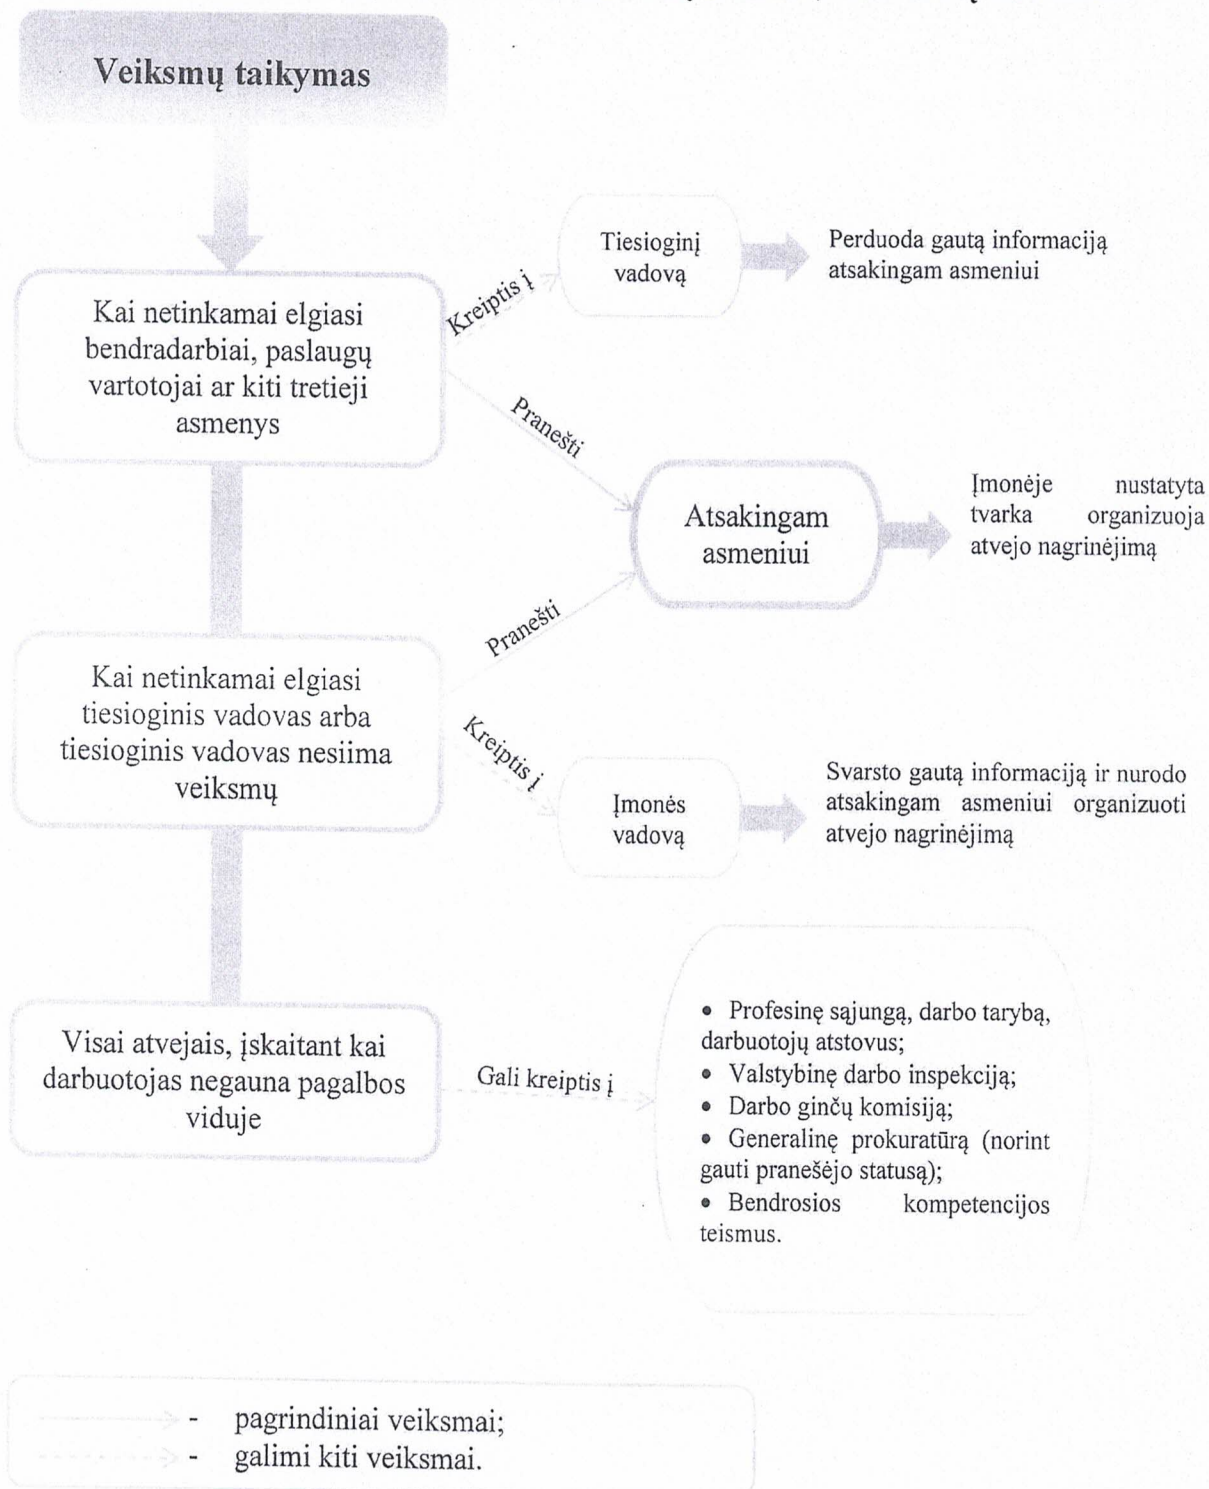 Veiksmų taikymas
Tiesioginį
vadovą
Perduoda gautą informaciją
atsakingam asmeniui
Kreiptis į
Kai netinkamai elgiasi
bendradarbiai, paslaugų
vartotojai ar kiti tretieji
asmenys
Pranešti
Atsakingam
asmeniui
Įmonėje nustatyta
tvarka organizuoja
atvejo nagrinėjimą
Pranešti
Kai netinkamai elgiasi
tiesioginis vadovas arba
tiesioginis vadovas nesiima
veiksmų
Kreiptis į
Įmonės
vadovą
Svarsto gautą informaciją ir nurodo
atsakingam asmeniui organizuoti
atvejo nagrinėjimą
Visai atvejais, įskaitant kai
darbuotojas negauna pagalbos
viduje
Gali kreiptis į
• Profesinę sąjungą, darbo tarybą,
darbuotojų atstovus;
• Valstybinę darbo inspekciją;
• Darbo ginčų komisiją;
• Generalinę prokuratūrą (norint
gauti pranešėjo statusą);
• Bendrosios kompetencijos
teismus.
- pagrindiniai veiksmai;
- galimi kiti veiksmai.